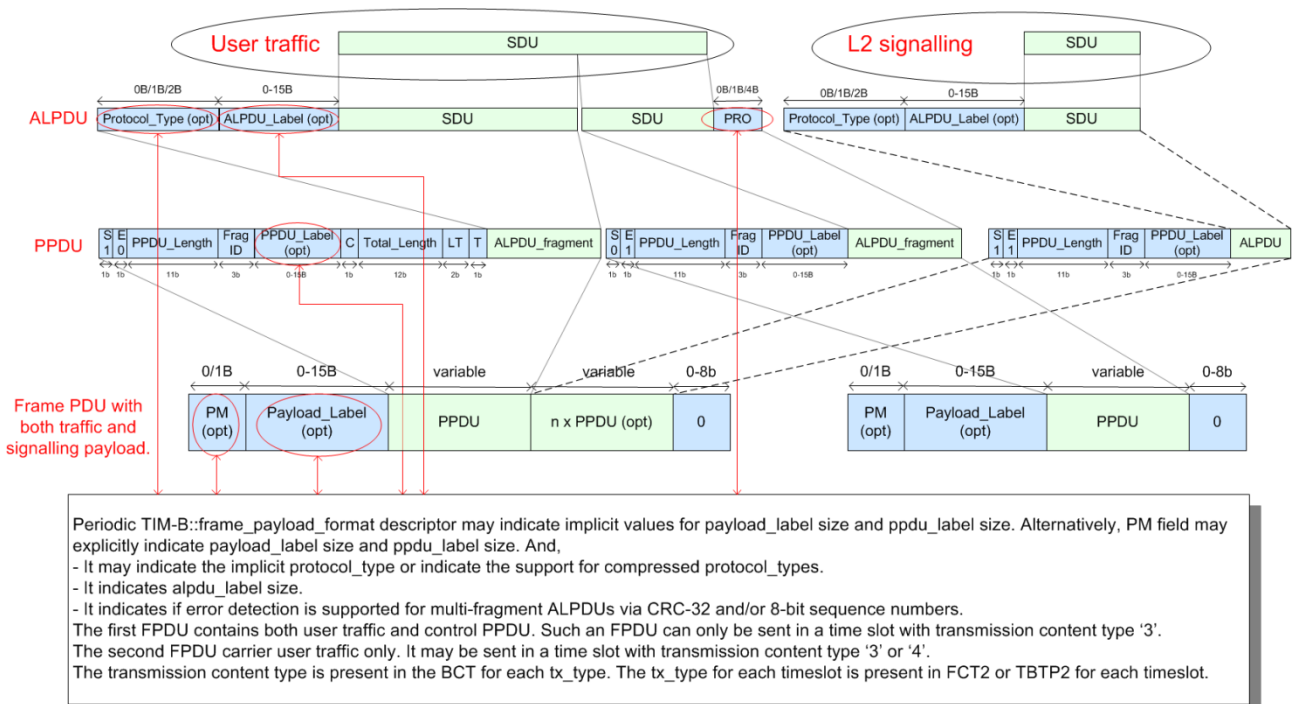 User traffic
SDU
L2 signalling
SDU
0B/1B/2B
0-15B
0B/1B/4B
0B/1B/2B
0-15B
ALPDU
Protocol_Type (opt)
ALPDU_Label (opt)
SDU
SDU
PRO
Protocol_Type (opt)
ALPDU_Label (opt)
SDU
PPDU
S
1
E
0
PPDU_Length
Frag
ID
PPDU_Label
(opt)
C
Total_Length
LT
T
ALPDU_fragment
S
0
E
1
PPDU_Length
Frag
ID
PPDU_Label
(opt)
ALPDU_fragment
S
1
E
1
PPDU_Length
Frag
ID
PPDU_Label
(opt)
ALPDU
1b
1b
11b
3b
0-15B
1b
12b
2b
1b
1b
1b
11b
3b
0-15B
1b
1b
11b
3b
0-15B
0/1B
0-15B
variable
variable
0-8b
0/1B
0-15B
variable
0-8b
Frame PDU with
both traffic and
signalling payload.
PM
(opt)
Payload_Label
(opt)
PPDU
n x PPDU (opt)
0
PM
(opt)
Payload_Label
(opt)
PPDU
0
Periodic TIM-B::frame_payload_format descriptor may indicate implicit values for payload_label size and ppdu_label size. Alternatively, PM field may
explicitly indicate payload_label size and ppdu_label size. And,
- It may indicate the implicit protocol_type or indicate the support for compressed protocol_types.
- It indicates alpdu_label size.
- It indicates if error detection is supported for multi-fragment ALPDUs via CRC-32 and/or 8-bit sequence numbers.
The first FPDU contains both user traffic and control PPDU. Such an FPDU can only be sent in a time slot with transmission content type ‘3’.
The second FPDU carrier user traffic only. It may be sent in a time slot with transmission content type ‘3’ or ‘4’.
The transmission content type is present in the BCT for each tx_type. The tx_type for each timeslot is present in FCT2 or TBTP2 for each timeslot.